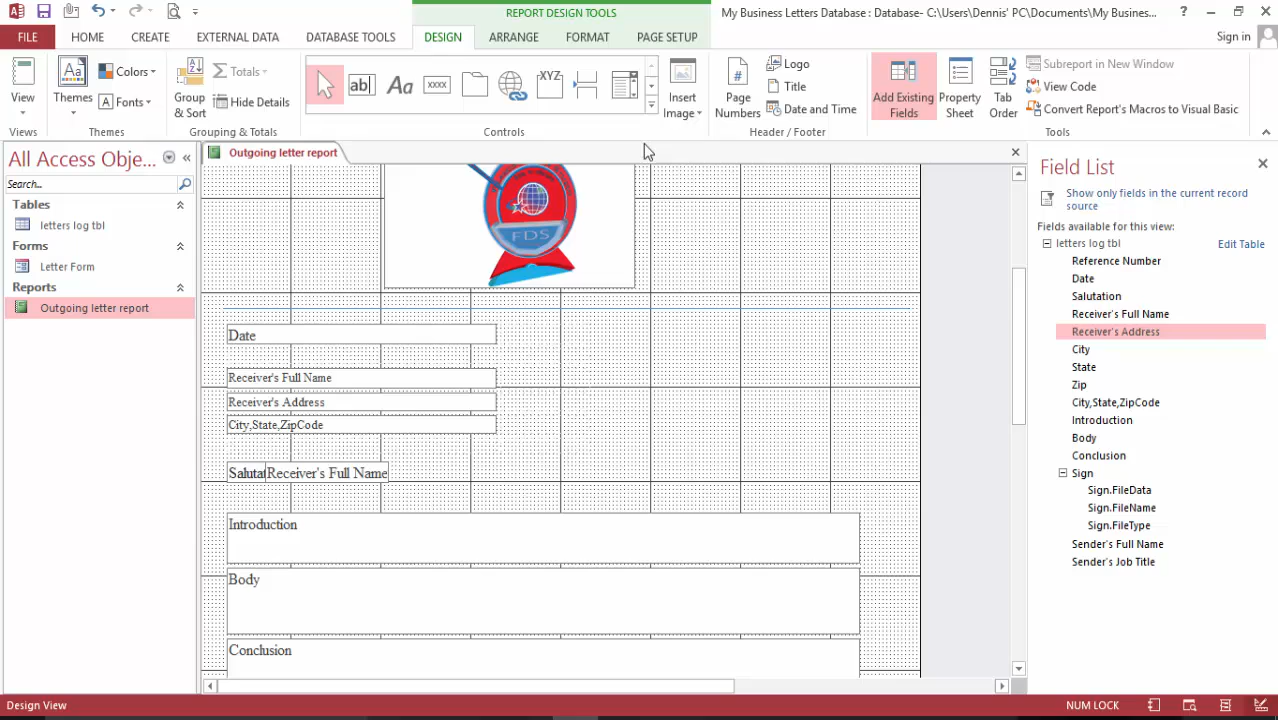 REPORT DESIGN TOOLS
My Business Letters Database : Database- C:\Users\Dennis' PC\Documents\My Busines...
?
FILE
HOME
CREATE
EXTERNAL DATA
DATABASE TOOLS
DESIGN
ARRANGE
FORMAT
PAGE SETUP
Sign in
View
Themes
Aa
Colors
A Fonts
Group & Sort
Σ Totals
Hide Details
ab|
Aa
xxxx
XYZ
Insert Image
#
Page Numbers
Logo
Title
Date and Time
Add Existing Fields
Property Sheet
Tab Order
Subreport in New Window
View Code
Convert Report's Macros to Visual Basic
Views
Themes
Grouping & Totals
Controls
Header / Footer
Tools
All Access Obje...
Search...
Tables
letters log tbl
Forms
Letter Form
Reports
Outgoing letter report
Outgoing letter report
FDS
Date
Receiver's Full Name
Receiver's Address
City,State,ZipCode
Salutat
Receiver's Full Name
Introduction
Body
Conclusion
Field List
Show only fields in the current record source
Fields available for this view:
letters log tbl
Edit Table
Reference Number
Date
Salutation
Receiver's Full Name
Receiver's Address
City
State
Zip
City,State,ZipCode
Introduction
Body
Conclusion
Sign
Sign.FileData
Sign.FileName
Sign.FileType
Sender's Full Name
Sender's Job Title
Design View
NUM LOCK